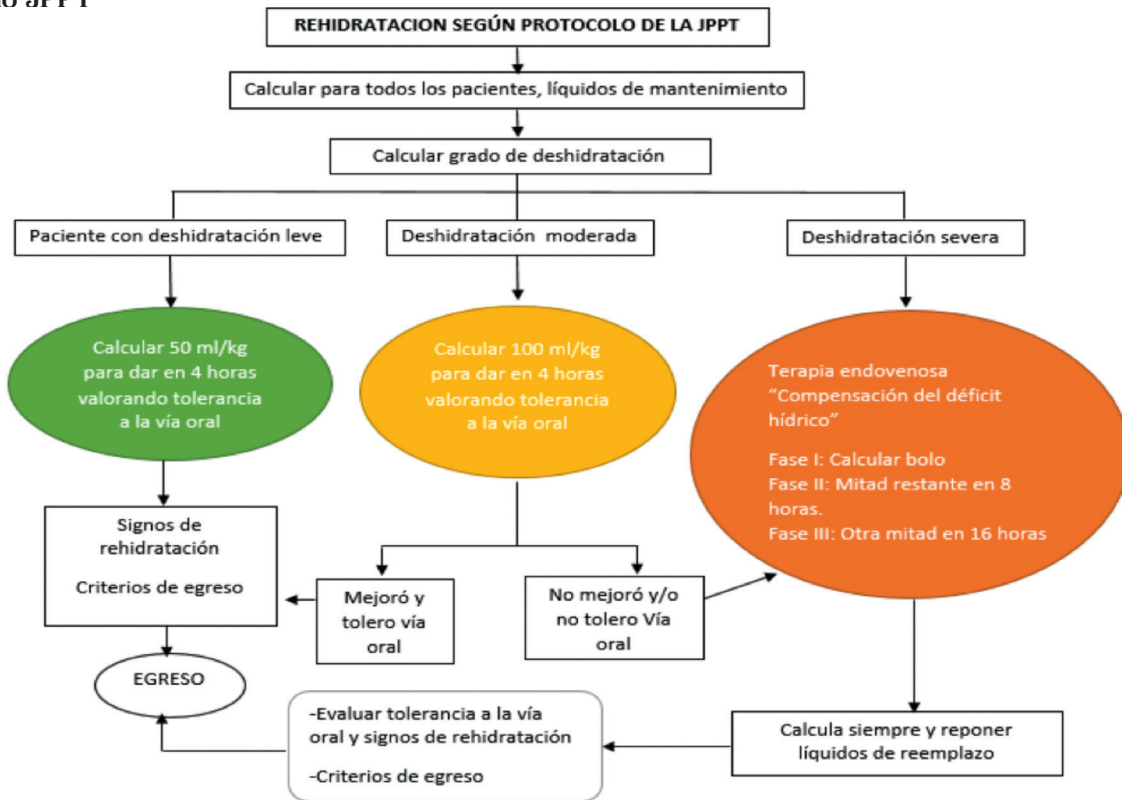 JPPT
REHIDRATACION SEGÚN PROTOCOLO DE LA JPPT
Calcular para todos los pacientes, líquidos de mantenimiento
Calcular grado de deshidratación
Paciente con deshidratación leve
Deshidratación moderada
Deshidratación severa
Calcular 50 ml/kg
para dar en 4 horas
valorando tolerancia
a la vía oral
Calcular 100 ml/kg
para dar en 4 horas
valorando tolerancia
a la vía oral
Terapia endovenosa
“Compensación del déficit
hídrico”
Fase I: Calcular bolo
Fase II: Mitad restante en 8
horas.
Fase III: Otra mitad en 16 horas
Signos de
rehidratación
Criterios de egreso
Mejoró y
tolero vía
oral
No mejoró y/o
no tolero Vía
oral
EGRESO
-Evaluar tolerancia a la vía
oral y signos de rehidratación
-Criterios de egreso
Calcula siempre y reponer
líquidos de reemplazo